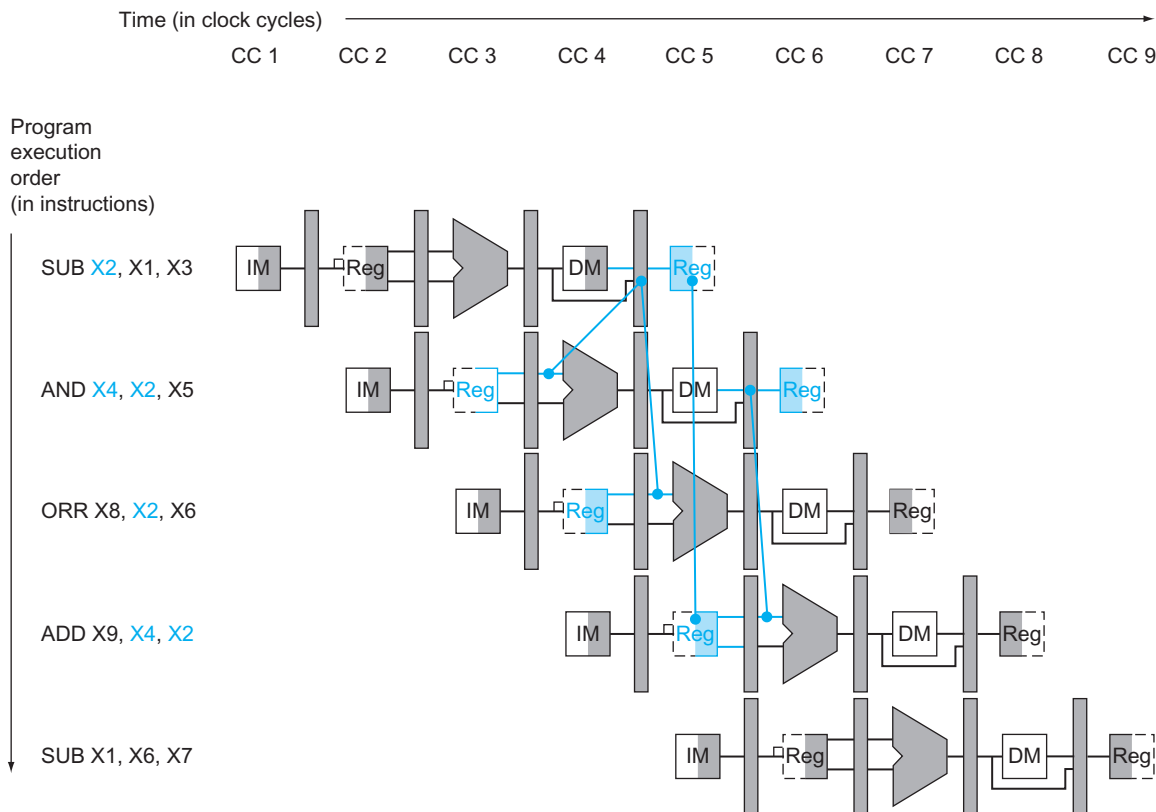 Time (in clock cycles)
CC 1 CC 2 CC 3 CC 4 CC 5 CC 6 CC 7 CC 8 CC 9
Program
execution
order
(in instructions)
SUB X2, X1, X3
IM Reg DM Reg
AND X4, X2, X5
IM Reg DM Reg
ORR X8, X2, X6
IM Reg DM Reg
ADD X9, X4, X2
IM Reg DM Reg
SUB X1, X6, X7
IM Reg DM Reg